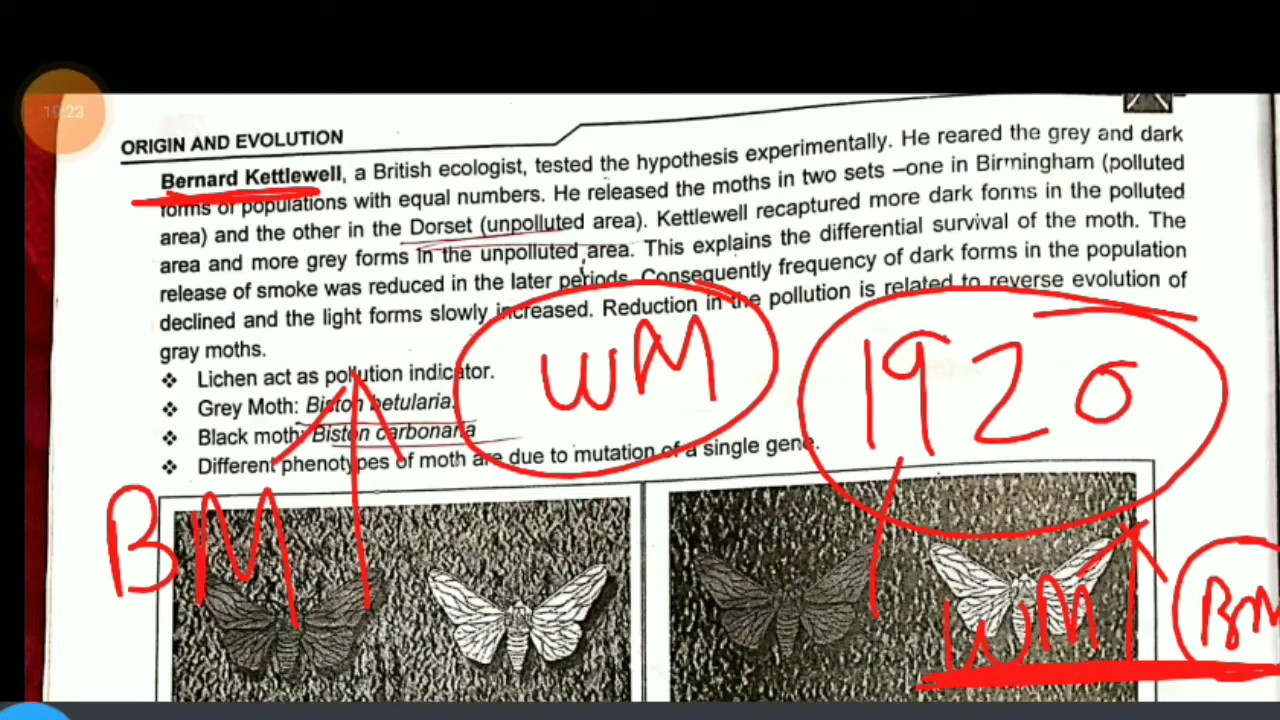 19:23
ORIGIN AND EVOLUTION
Bernard Kettlewell, a British ecologist, tested the hypothesis experimentally. He reared the grey and dark
forms of populations with equal numbers. He released the moths in two sets –one in Birmingham (polluted
area) and the other in the Dorset (unpolluted area). Kettlewell recaptured more dark forms in the polluted
area and more grey forms in the unpolluted area. This explains the differential survival of the moth. The
release of smoke was reduced in the later periods. Consequently frequency of dark forms in the population
declined and the light forms slowly increased. Reduction in the pollution is related to reverse evolution of
gray moths.
❖ Lichen act as pollution indicator.
❖ Grey Moth: Biston betularia.
❖ Black moth: Biston carbonaria
❖ Different phenotypes of moth are due to mutation of a single gene.
WM
1920
BM
WM
BM